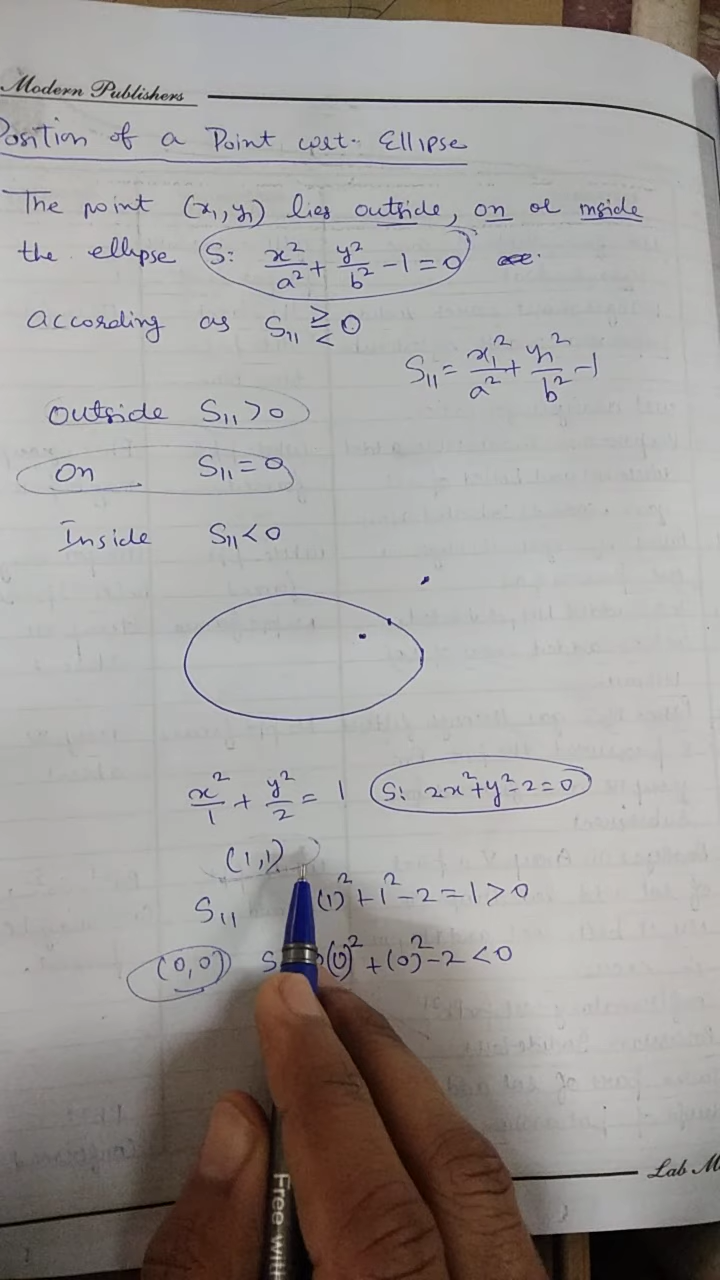 Modern Publishers
Position of a Point wrt. Ellipse
The point (x₁, y₁) lies outside, on or inside
the ellipse S: x²/a² + y²/b² - 1 = 0
according as S₁₁ ⪌ 0
S₁₁ = x₁²/a² + y₁²/b² - 1
Outside S₁₁ > 0
On S₁₁ = 0
Inside S₁₁ < 0
x²/1 + y²/2 = 1 S: 2x² + y² - 2 = 0
(1,1)
S₁₁ (1)² + 1² - 2 = 1 > 0
(0,0) S (0)² + (0)² - 2 < 0
Free with
Lab M